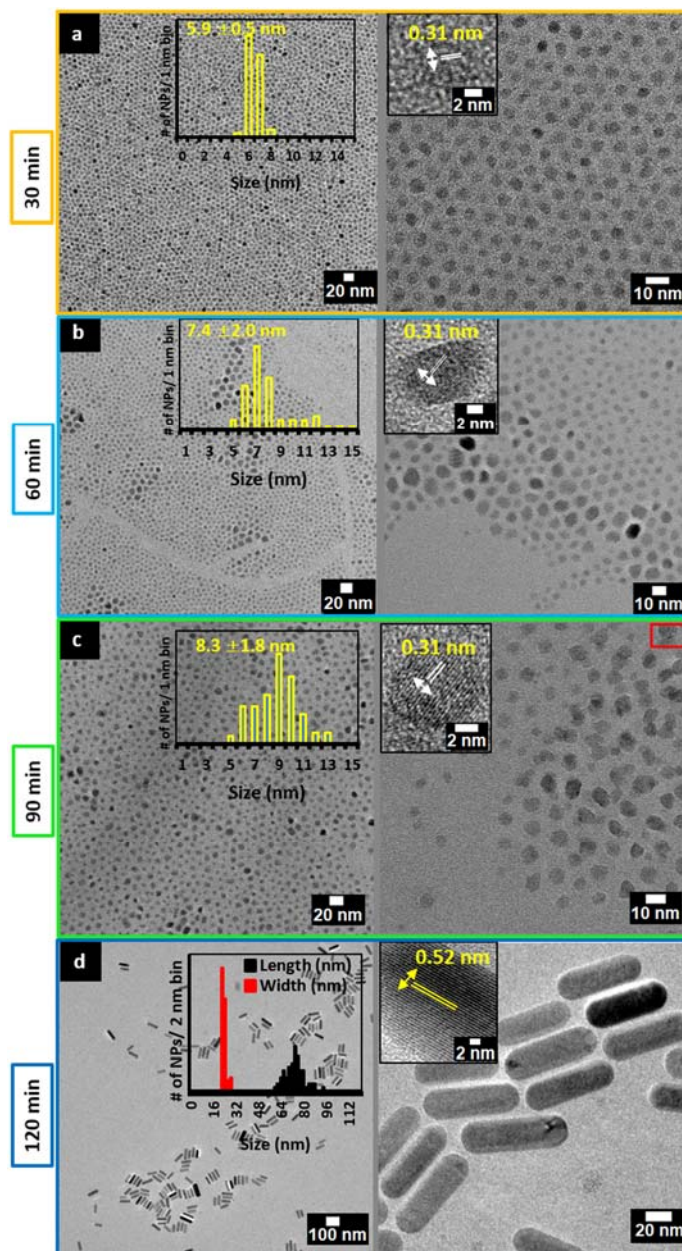 30 min
a
5.9 ±0.5 nm
# of NPs/ 1 nm bin
0 2 4 6 8 10 12 14
Size (nm)
20 nm
0.31 nm
2 nm
10 nm
60 min
b
7.4 ±2.0 nm
# of NPs/ 1 nm bin
1 3 5 7 9 11 13 15
Size (nm)
20 nm
0.31 nm
2 nm
10 nm
90 min
c
8.3 ±1.8 nm
# of NPs/ 1 nm bin
1 3 5 7 9 11 13 15
Size (nm)
20 nm
0.31 nm
2 nm
10 nm
120 min
d
Length (nm)
Width (nm)
# of NPs/ 2 nm bin
0 16 32 48 64 80 96 112
Size (nm)
100 nm
0.52 nm
2 nm
20 nm